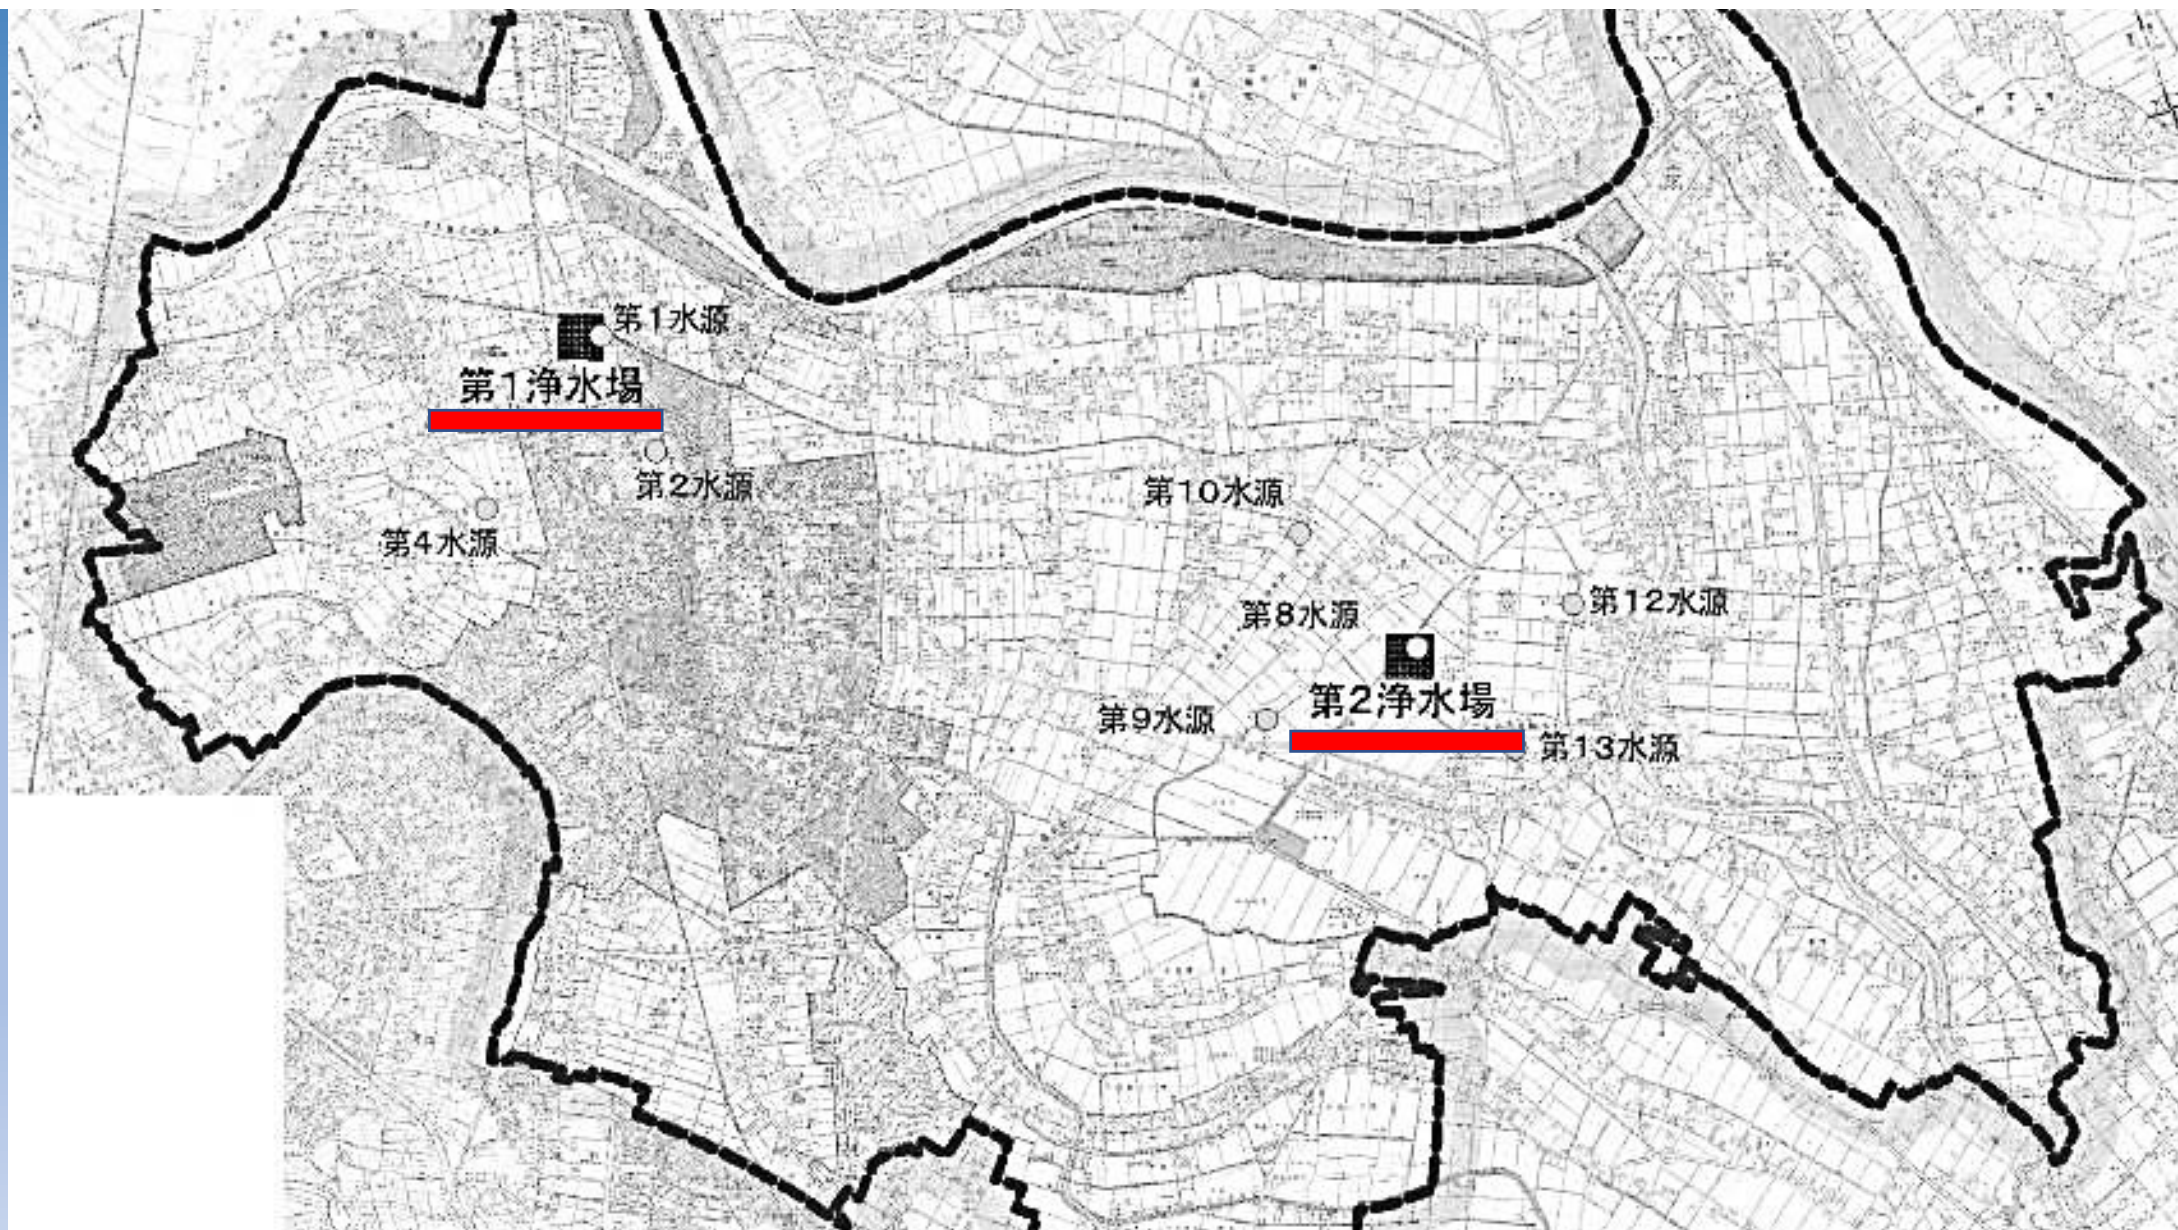 第1水源
第1浄水場
第2水源
第4水源
第10水源
第12水源
第8水源
第2浄水場
第9水源
第13水源